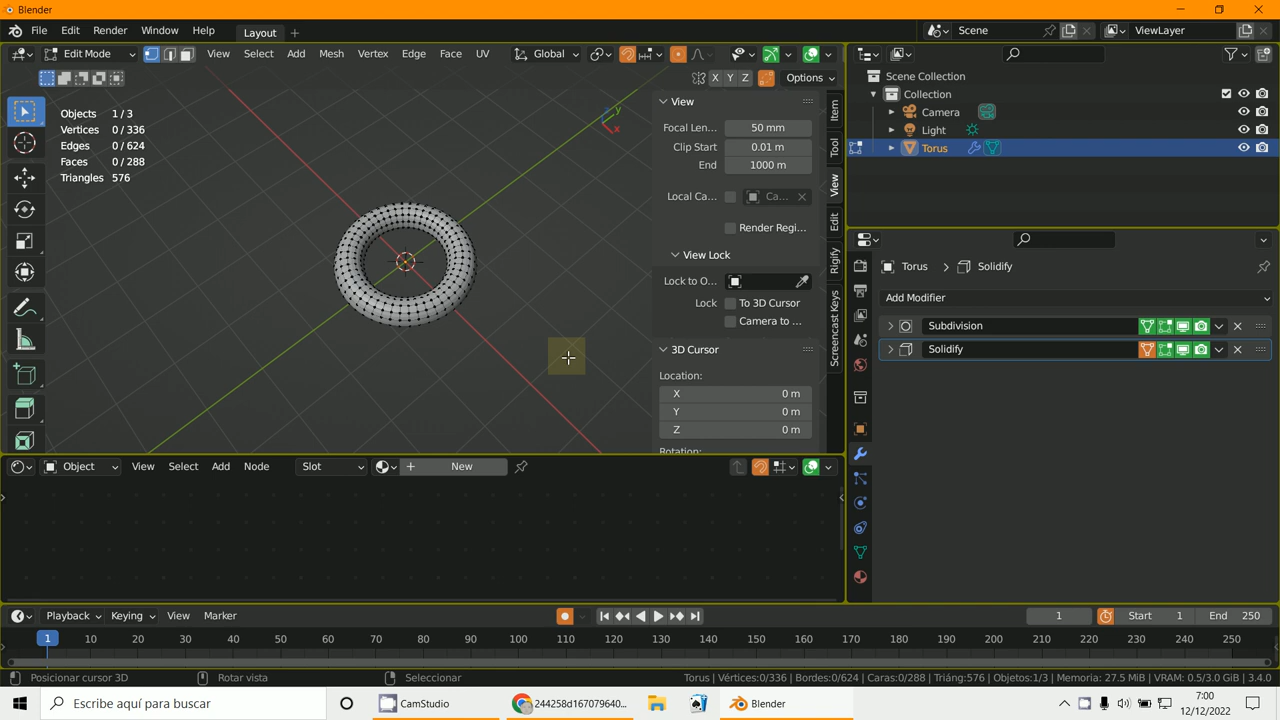 Blender
File Edit Render Window Help Layout + Scene ViewLayer
Edit Mode View Select Add Mesh Vertex Edge Face UV Global
X Y Z Options
Objects 1/3
Vertices 0/336
Edges 0/624
Faces 0/288
Triangles 576
Y
X
View
Focal Len... 50 mm
Clip Start 0.01 m
End 1000 m
Local Ca... Ca...
Render Regi...
View Lock
Lock to O...
Lock To 3D Cursor
Camera to ...
3D Cursor
Location:
X 0 m
Y 0 m
Z 0 m
Rotation:
Item
Tool
View
Edit
Rigify
Screencast Keys
Scene Collection
Collection
Camera
Light
Torus
Torus > Solidify
Add Modifier
Subdivision
Solidify
Object View Select Add Node Slot + New
Playback Keying View Marker 1 Start 1 End 250
1 10 20 30 40 50 60 70 80 90 100 110 120 130 140 150 160 170 180 190 200 210 220 230 240 250
Posicionar cursor 3D Rotar vista Seleccionar Torus | Vértices:0/336 | Bordes:0/624 | Caras:0/288 | Triáng:576 | Objetos:1/3 | Memoria: 27.5 MiB | VRAM: 0.5/3.0 GiB | 3.4.0
Escribe aquí para buscar CamStudio 244258d167079640... Blender 7:00
12/12/2022